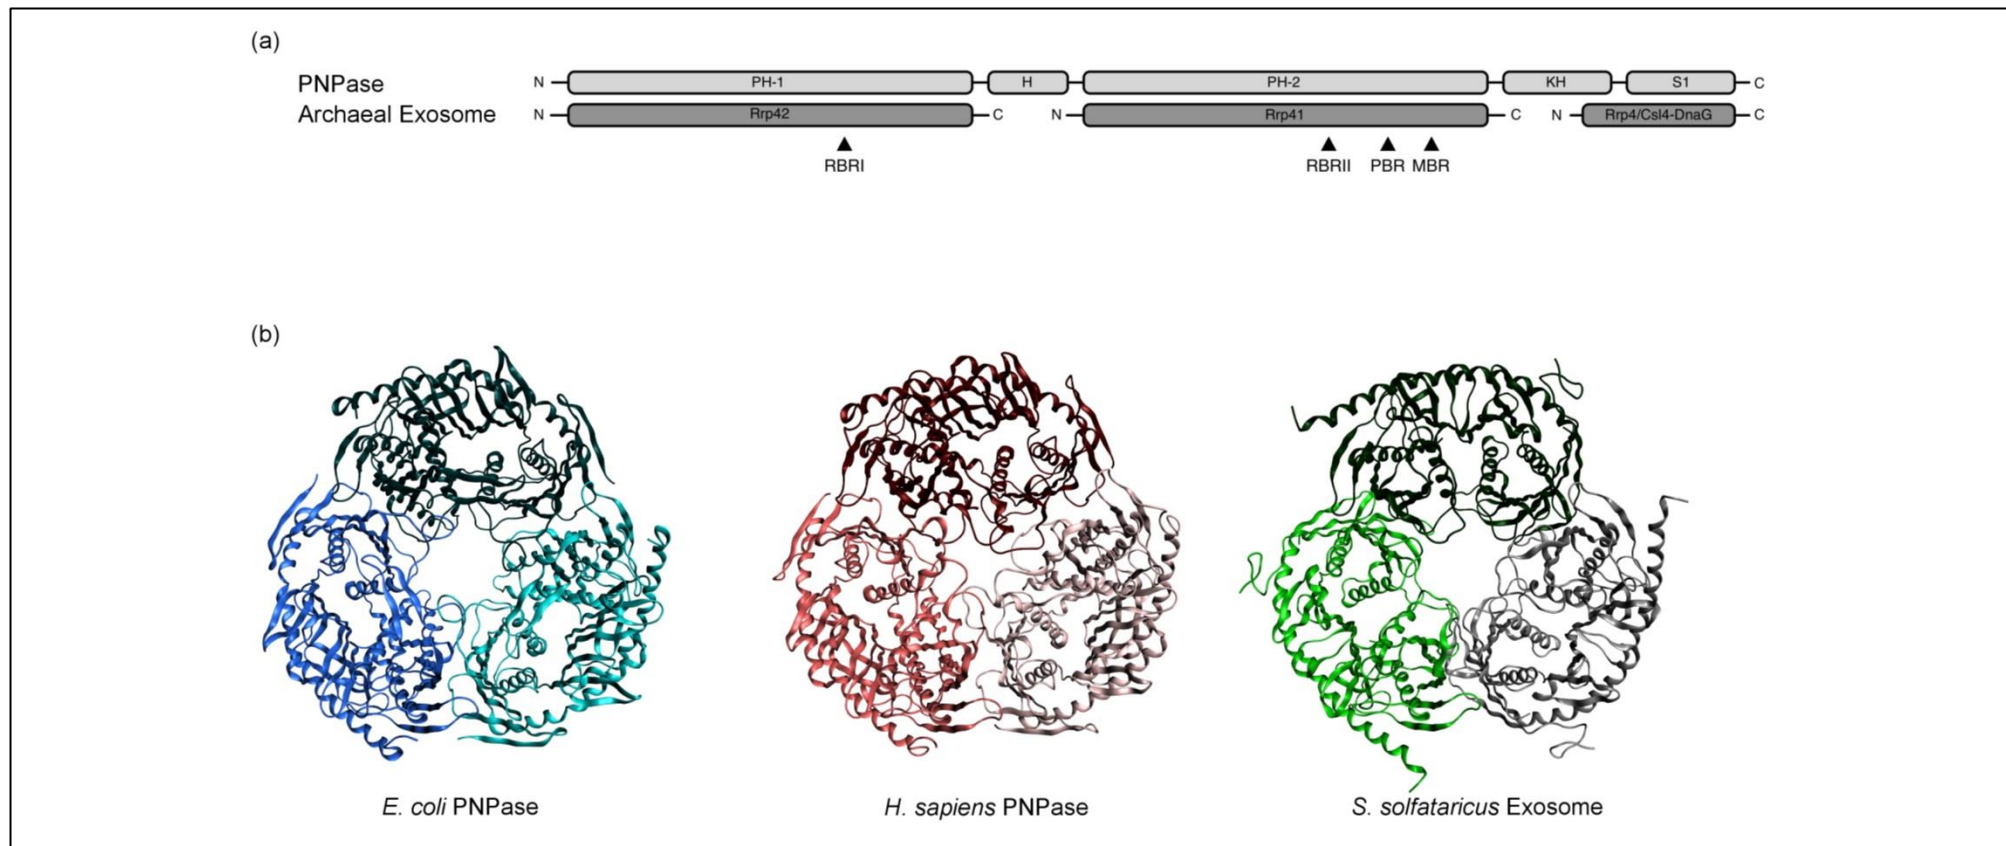 (a)
PNPase N PH-1 H PH-2 KH S1 C
Archaeal Exosome N Rrp42 C N Rrp41 C N Rrp4/Csl4-DnaG C
RBRI RBRII PBR MBR
(b)
E. coli PNPase H. sapiens PNPase S. solfataricus Exosome